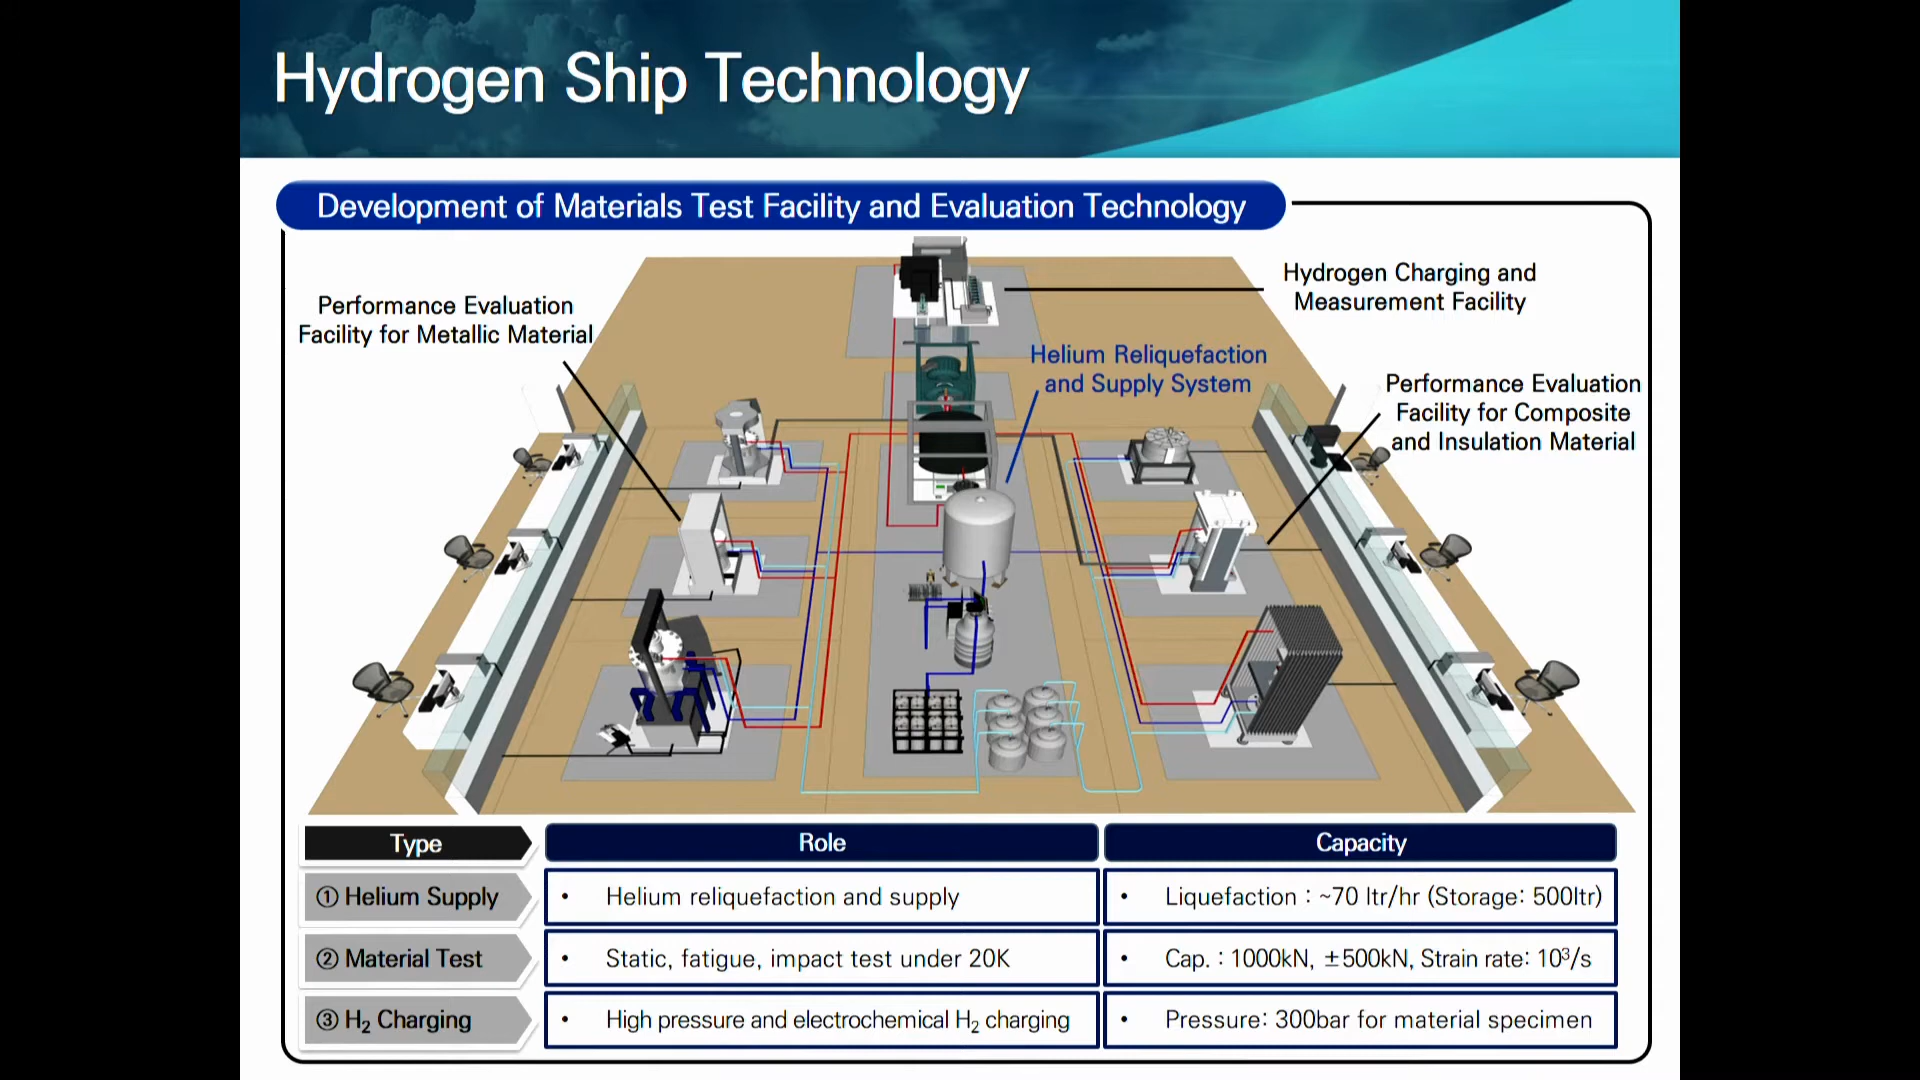 Hydrogen Ship Technology
Development of Materials Test Facility and Evaluation Technology
Performance Evaluation
Facility for Metallic Material
Hydrogen Charging and
Measurement Facility
Helium Reliquefaction
and Supply System
Performance Evaluation
Facility for Composite
and Insulation Material
Type Role Capacity
① Helium Supply • Helium reliquefaction and supply • Liquefaction : ~70 ltr/hr (Storage: 500ltr)
② Material Test • Static, fatigue, impact test under 20K • Cap. : 1000kN, ±500kN, Strain rate: 10³/s
③ H₂ Charging • High pressure and electrochemical H₂ charging • Pressure: 300bar for material specimen